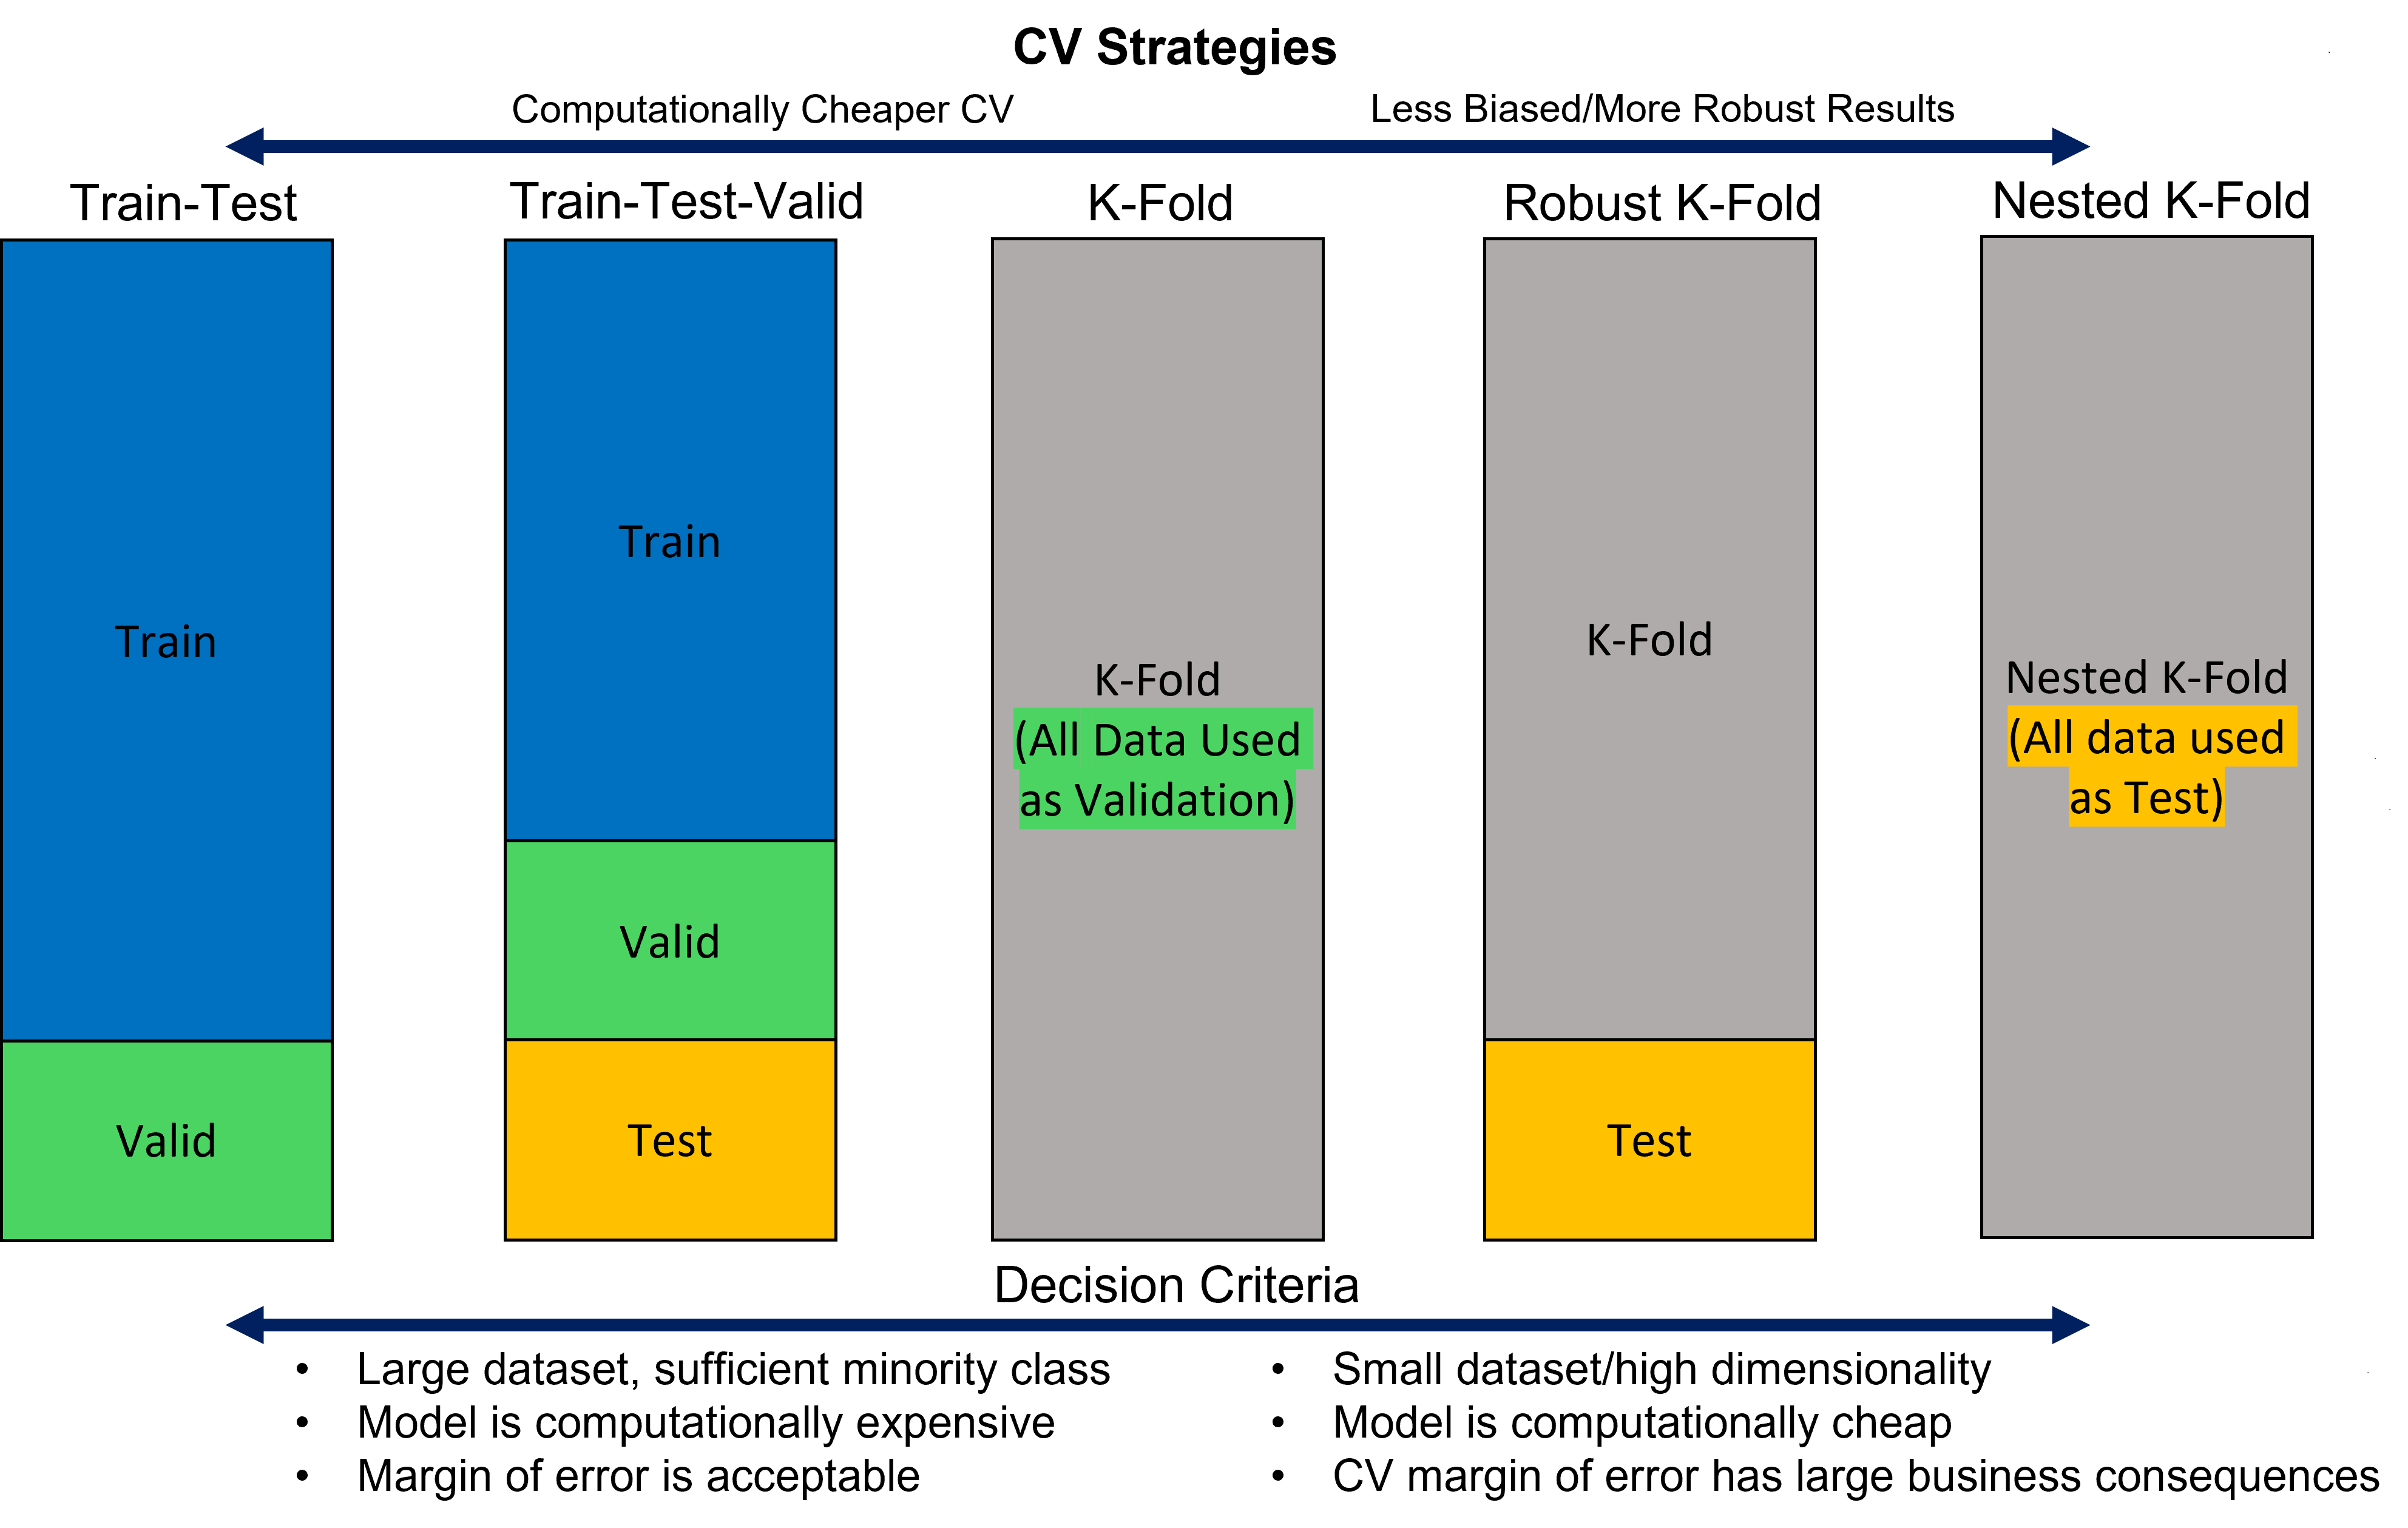 CV Strategies
Computationally Cheaper CV
Less Biased/More Robust Results
Train-Test
Train-Test-Valid
K-Fold
Robust K-Fold
Nested K-Fold
Train
Valid
Train
Valid
Test
K-Fold
(All Data Used
as Validation)
K-Fold
Test
Nested K-Fold
(All data used
as Test)
Decision Criteria
• Large dataset, sufficient minority class
• Model is computationally expensive
• Margin of error is acceptable
• Small dataset/high dimensionality
• Model is computationally cheap
• CV margin of error has large business consequences